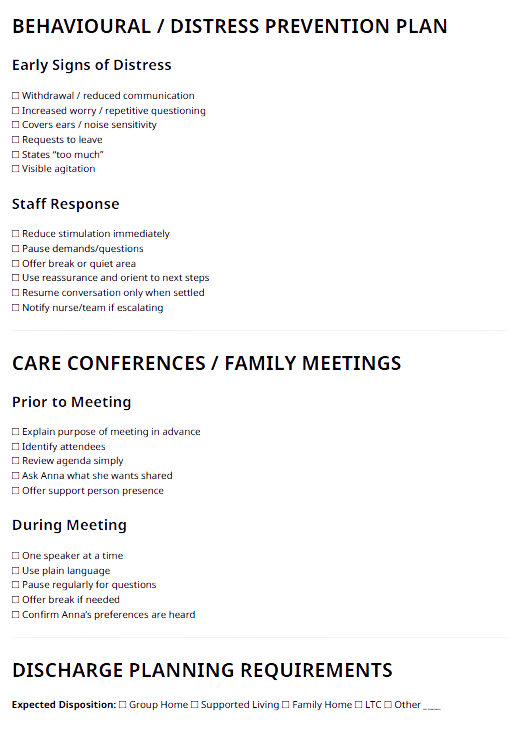 BEHAVIOURAL / DISTRESS PREVENTION PLAN
Early Signs of Distress
☐ Withdrawal / reduced communication
☐ Increased worry / repetitive questioning
☐ Covers ears / noise sensitivity
☐ Requests to leave
☐ States “too much”
☐ Visible agitation
Staff Response
☐ Reduce stimulation immediately
☐ Pause demands/questions
☐ Offer break or quiet area
☐ Use reassurance and orient to next steps
☐ Resume conversation only when settled
☐ Notify nurse/team if escalating
CARE CONFERENCES / FAMILY MEETINGS
Prior to Meeting
☐ Explain purpose of meeting in advance
☐ Identify attendees
☐ Review agenda simply
☐ Ask Anna what she wants shared
☐ Offer support person presence
During Meeting
☐ One speaker at a time
☐ Use plain language
☐ Pause regularly for questions
☐ Offer break if needed
☐ Confirm Anna’s preferences are heard
DISCHARGE PLANNING REQUIREMENTS
Expected Disposition: ☐ Group Home ☐ Supported Living ☐ Family Home ☐ LTC ☐ Other ____